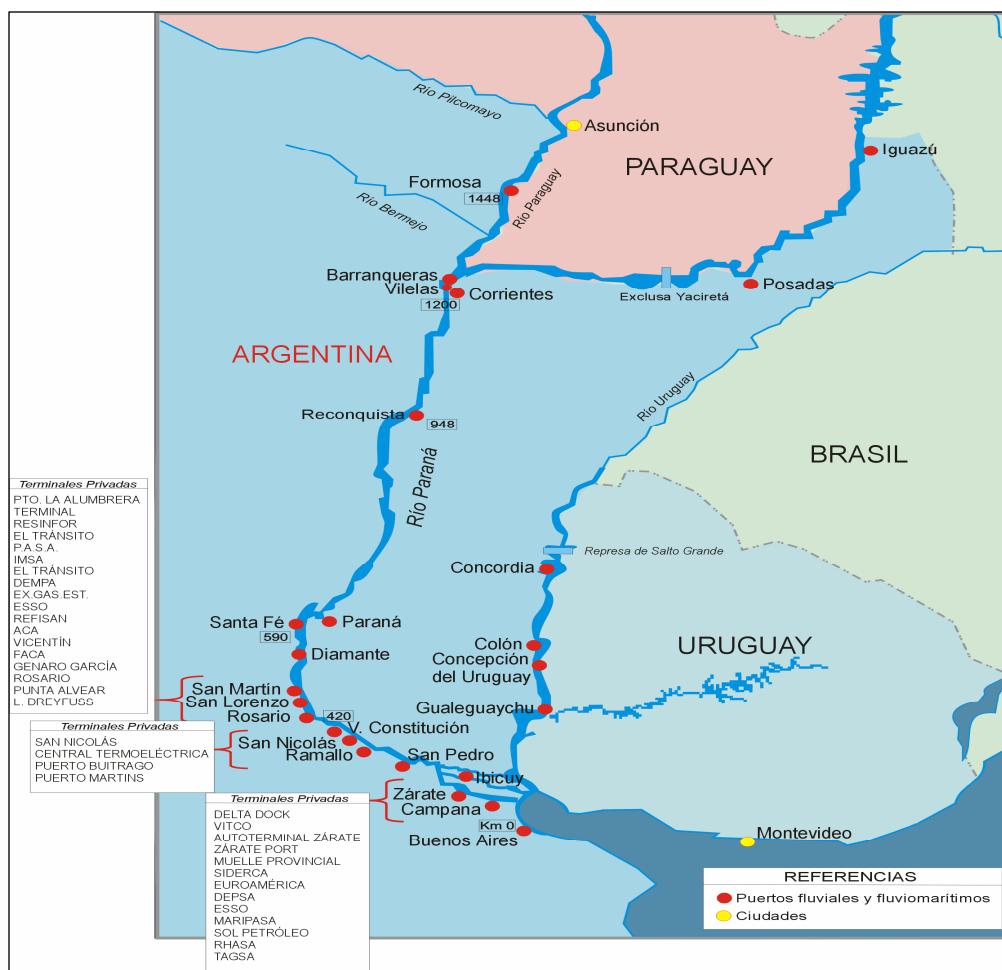 Río Pilcomayo
Asunción
PARAGUAY
Iguazú
Formosa
1448
Río Paraguay
Río Bermejo
Barranqueras
Vilelas
1200
Corrientes
Exclusa Yaciretá
Posadas
ARGENTINA
Río Uruguay
Reconquista
948
BRASIL
Río Paraná
Represa de Salto Grande
Concordia
Santa Fé
590
Paraná
Colón
Concepción
del Uruguay
URUGUAY
Diamante
San Martín
San Lorenzo
Rosario
420
V. Constitución
Gualeguaychu
San Nicolás
Ramallo
San Pedro
Ibicuy
Zárate
Campana
Km 0
Buenos Aires
Montevideo
Terminales Privadas
PTO. LA ALUMBRERA
TERMINAL
RESINFOR
EL TRÁNSITO
P.A.S.A.
IMSA
EL TRÁNSITO
DEMPA
EX.GAS.EST.
ESSO
REFISAN
ACA
VICENTÍN
FACA
GENARO GARCÍA
ROSARIO
PUNTA ALVEAR
L. DREYFUSS
Terminales Privadas
SAN NICOLÁS
CENTRAL TERMOELÉCTRICA
PUERTO BUITRAGO
PUERTO MARTINS
Terminales Privadas
DELTA DOCK
VITCO
AUTOTERMINAL ZÁRATE
ZÁRATE PORT
MUELLE PROVINCIAL
SIDERCA
EUROAMÉRICA
DEPSA
ESSO
MARIPASA
SOL PETRÓLEO
RHASA
TAGSA
REFERENCIAS
Puertos fluviales y fluviomarítimos
Ciudades